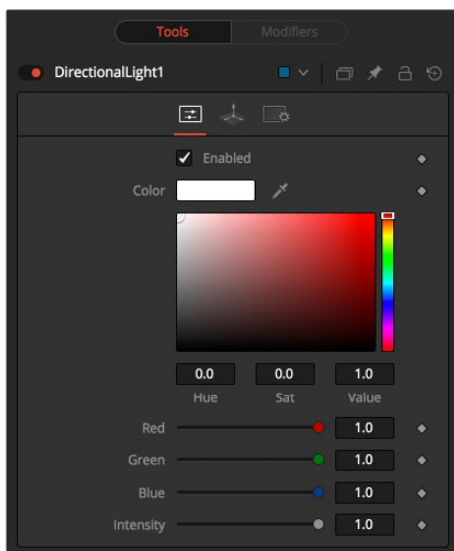 Tools Modifiers
DirectionalLight1
Enabled
Color
0.0 0.0 1.0
Hue Sat Value
Red 1.0
Green 1.0
Blue 1.0
Intensity 1.0